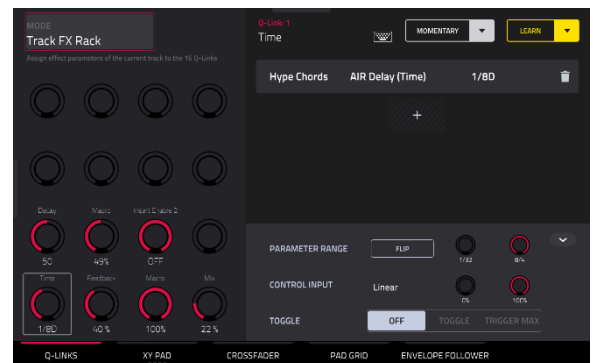 MODE
Track FX Rack
Assign effect parameters of the current track to the 16 Q-Links
Decay Macro Insert Enable 2
50 49% OFF
Time Feedback Macro Mix
1/8D 40 % 100% 22 %
Q-Link: 1
Time
MOMENTARY
LEARN
Hype Chords AIR Delay (Time) 1/8D
+
PARAMETER RANGE FLIP 1/32 8/4
CONTROL INPUT Linear 0% 100%
TOGGLE OFF TOGGLE TRIGGER MAX
Q-LINKS XY PAD CROSSFADER PAD GRID ENVELOPE FOLLOWER